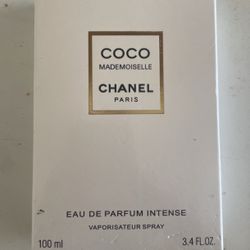 COCO
MADEMOISELLE
CHANEL
PARIS
EAU DE PARFUM INTENSE
VAPORISATEUR SPRAY
100 ml 3.4 FL.OZ.